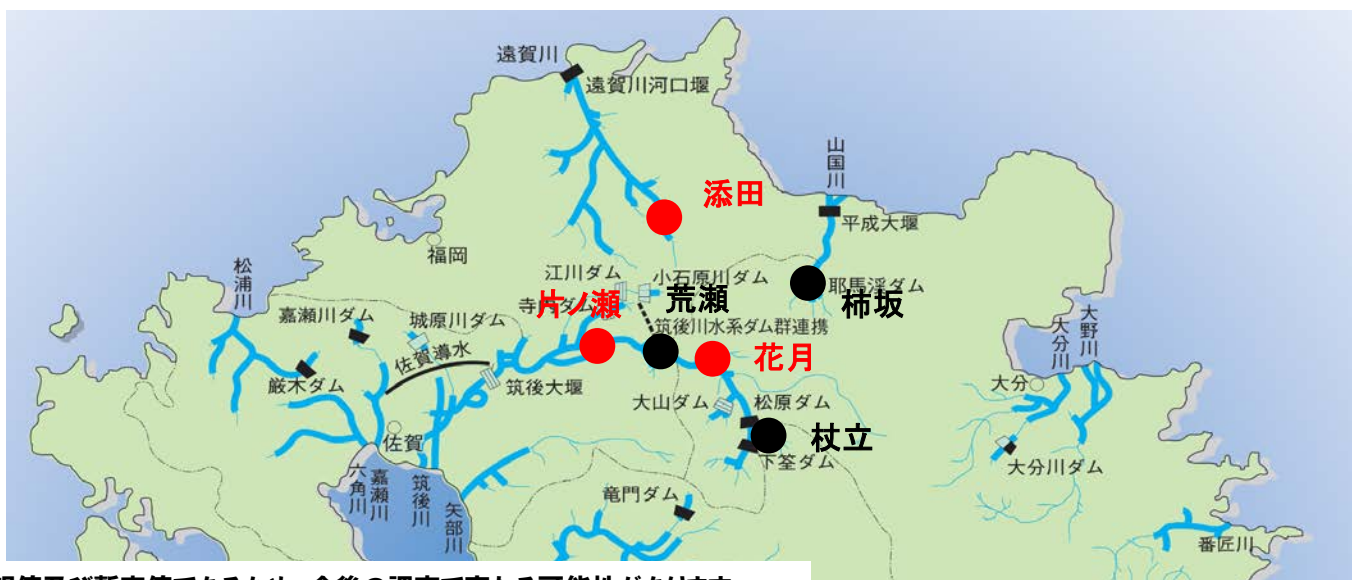 遠賀川
遠賀川河口堰
山国川
添田
平成大堰
福岡
松浦川
江川ダム
小石原川ダム
耶馬渓ダム
寺内ダム
片ノ瀬
荒瀬
柿坂
嘉瀬川ダム
城原川ダム
筑後川水系ダム群連携
大分川
大野川
佐賀導水
花月
厳木ダム
筑後大堰
大分
大山ダム
松原ダム
佐賀
杖立
下筌ダム
大分川ダム
六角川
嘉瀬川
筑後川
矢部川
竜門ダム
番匠川